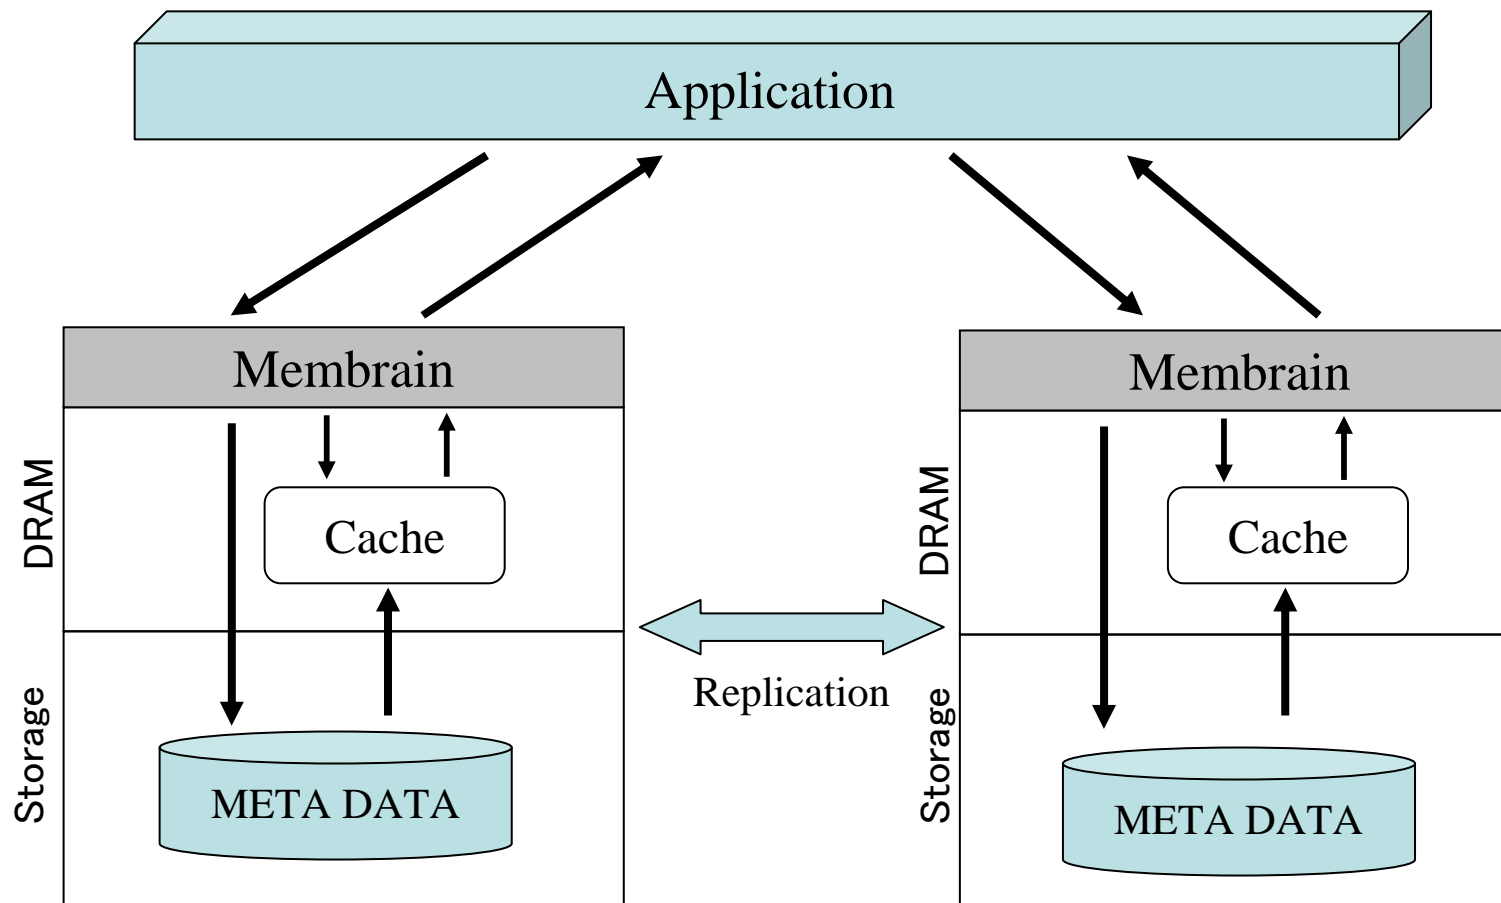 Application
Membrain
Membrain
DRAM
Cache
DRAM
Cache
Replication
Storage
META DATA
Storage
META DATA